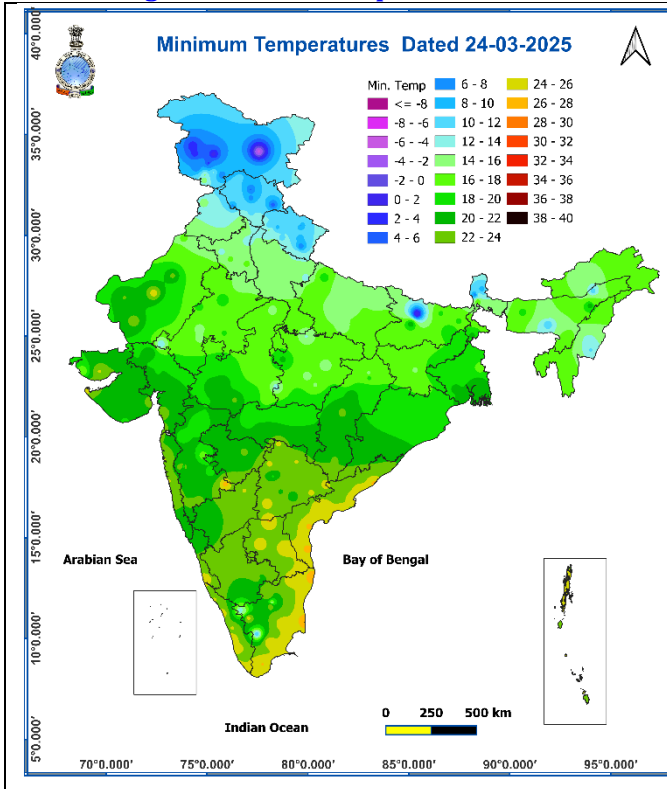 Minimum Temperatures Dated 24-03-2025
Min. Temp
<= -8
-8 - -6
-6 - -4
-4 - -2
-2 - 0
0 - 2
2 - 4
4 - 6
6 - 8
8 - 10
10 - 12
12 - 14
14 - 16
16 - 18
18 - 20
20 - 22
22 - 24
24 - 26
26 - 28
28 - 30
30 - 32
32 - 34
34 - 36
36 - 38
38 - 40
40°0.000'
35°0.000'
30°0.000'
25°0.000'
20°0.000'
15°0.000'
10°0.000'
5°0.000'
Arabian Sea
Bay of Bengal
Indian Ocean
0 250 500 km
70°0.000' 75°0.000' 80°0.000' 85°0.000' 90°0.000' 95°0.000'